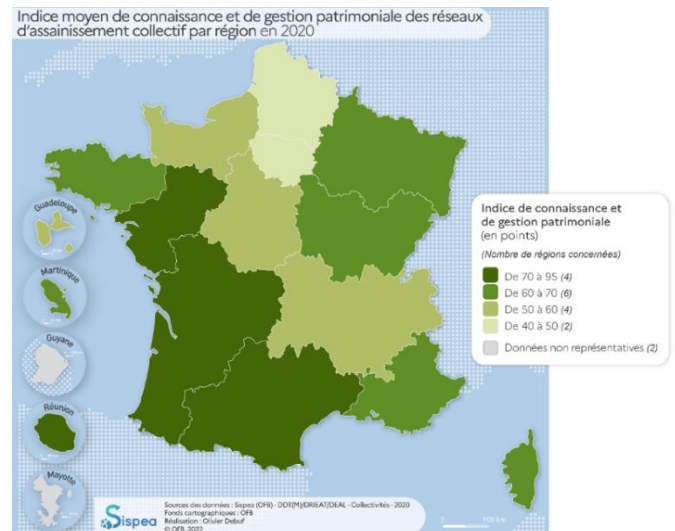 Indice moyen de connaissance et de gestion patrimoniale des réseaux
d'assainissement collectif par région en 2020
Guadeloupe
Martinique
Guyane
Réunion
Mayotte
Indice de connaissance et
de gestion patrimoniale
(en points)
(Nombre de régions concernées)
De 70 à 95 (4)
De 60 à 70 (6)
De 50 à 60 (4)
De 40 à 50 (2)
Données non représentatives (2)
Sispea
Sources des données : Sispea (OFB) - DDT(M)/DRIEAT/DEAL - Collectivités - 2020
Fonds cartographiques : OFB
Réalisation : Olivier Debuf
© OFB, 2022
100 km